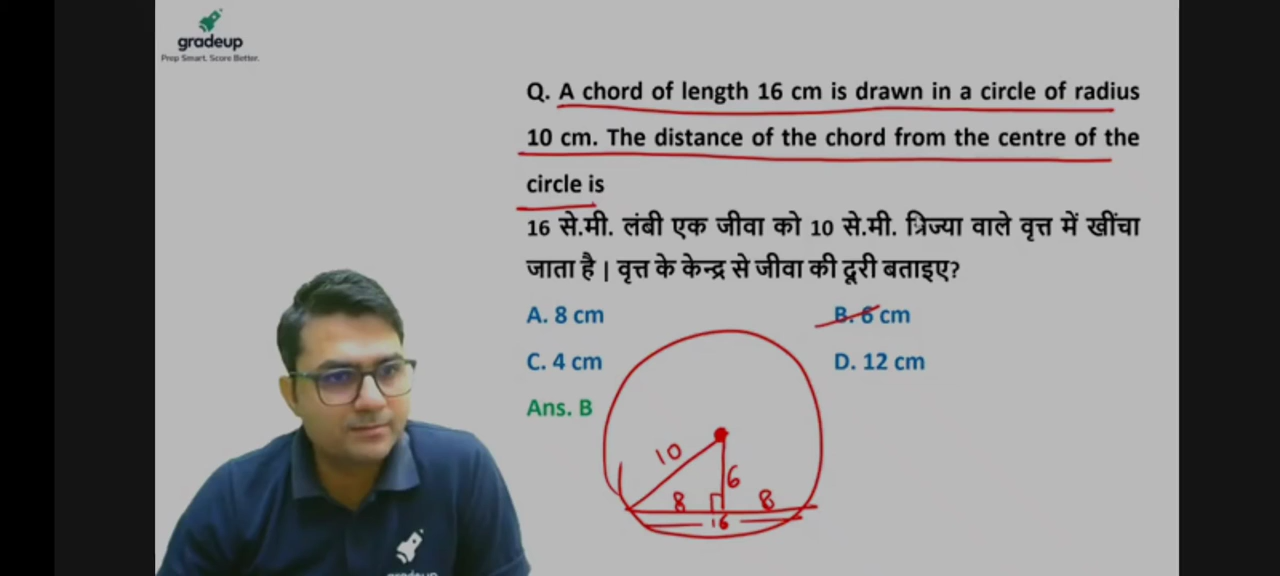 gradeup
Prep Smart. Score Better.
Q. A chord of length 16 cm is drawn in a circle of radius
10 cm. The distance of the chord from the centre of the
circle is
16 से.मी. लंबी एक जीवा को 10 से.मी. त्रिज्या वाले वृत्त में खींचा
जाता है | वृत्त के केन्द्र से जीवा की दूरी बताइए?
A. 8 cm
B. 6 cm
C. 4 cm
D. 12 cm
Ans. B
10
6
8
8
16
gradeup